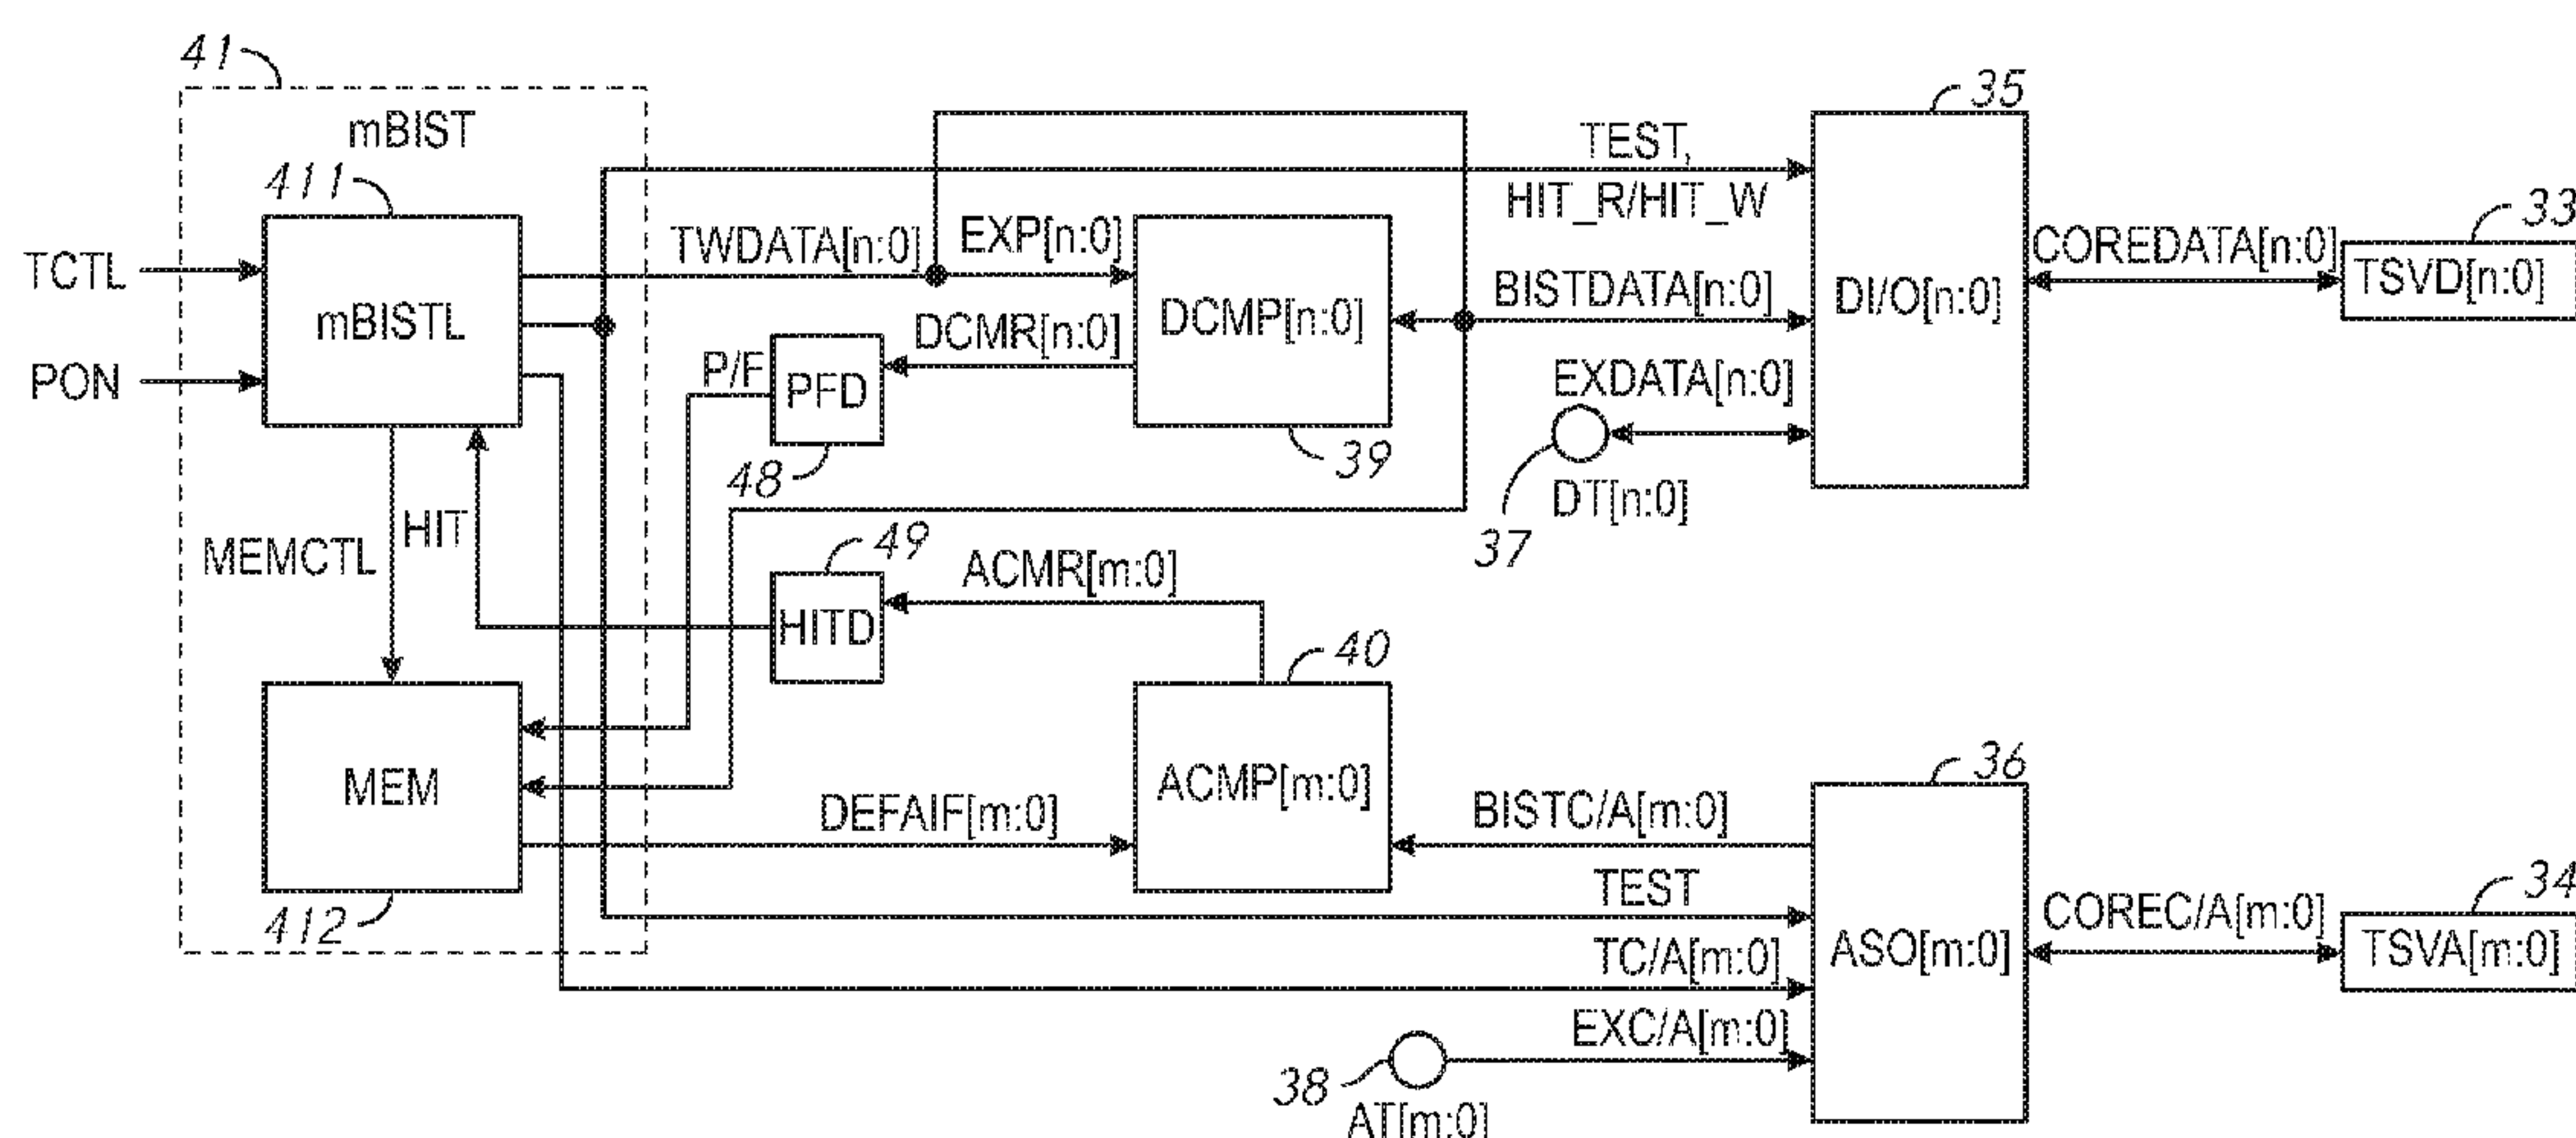 41
mBIST
411
TCTL
PON
mBISTL
TWDATA[n:0]
EXP[n:0]
DCMP[n:0]
39
DCMR[n:0]
P/F
PFD
48
TEST,
HIT_R/HIT_W
BISTDATA[n:0]
EXDATA[n:0]
37
DT[n:0]
35
DI/O[n:0]
COREDATA[n:0]
33
TSVD[n:0]
MEMCTL
HIT
49
HITD
ACMR[m:0]
40
ACMP[m:0]
MEM
412
DEFAIF[m:0]
BISTC/A[m:0]
TEST
TC/A[m:0]
EXC/A[m:0]
38
AT[m:0]
36
ASO[m:0]
COREC/A[m:0]
34
TSVA[m:0]